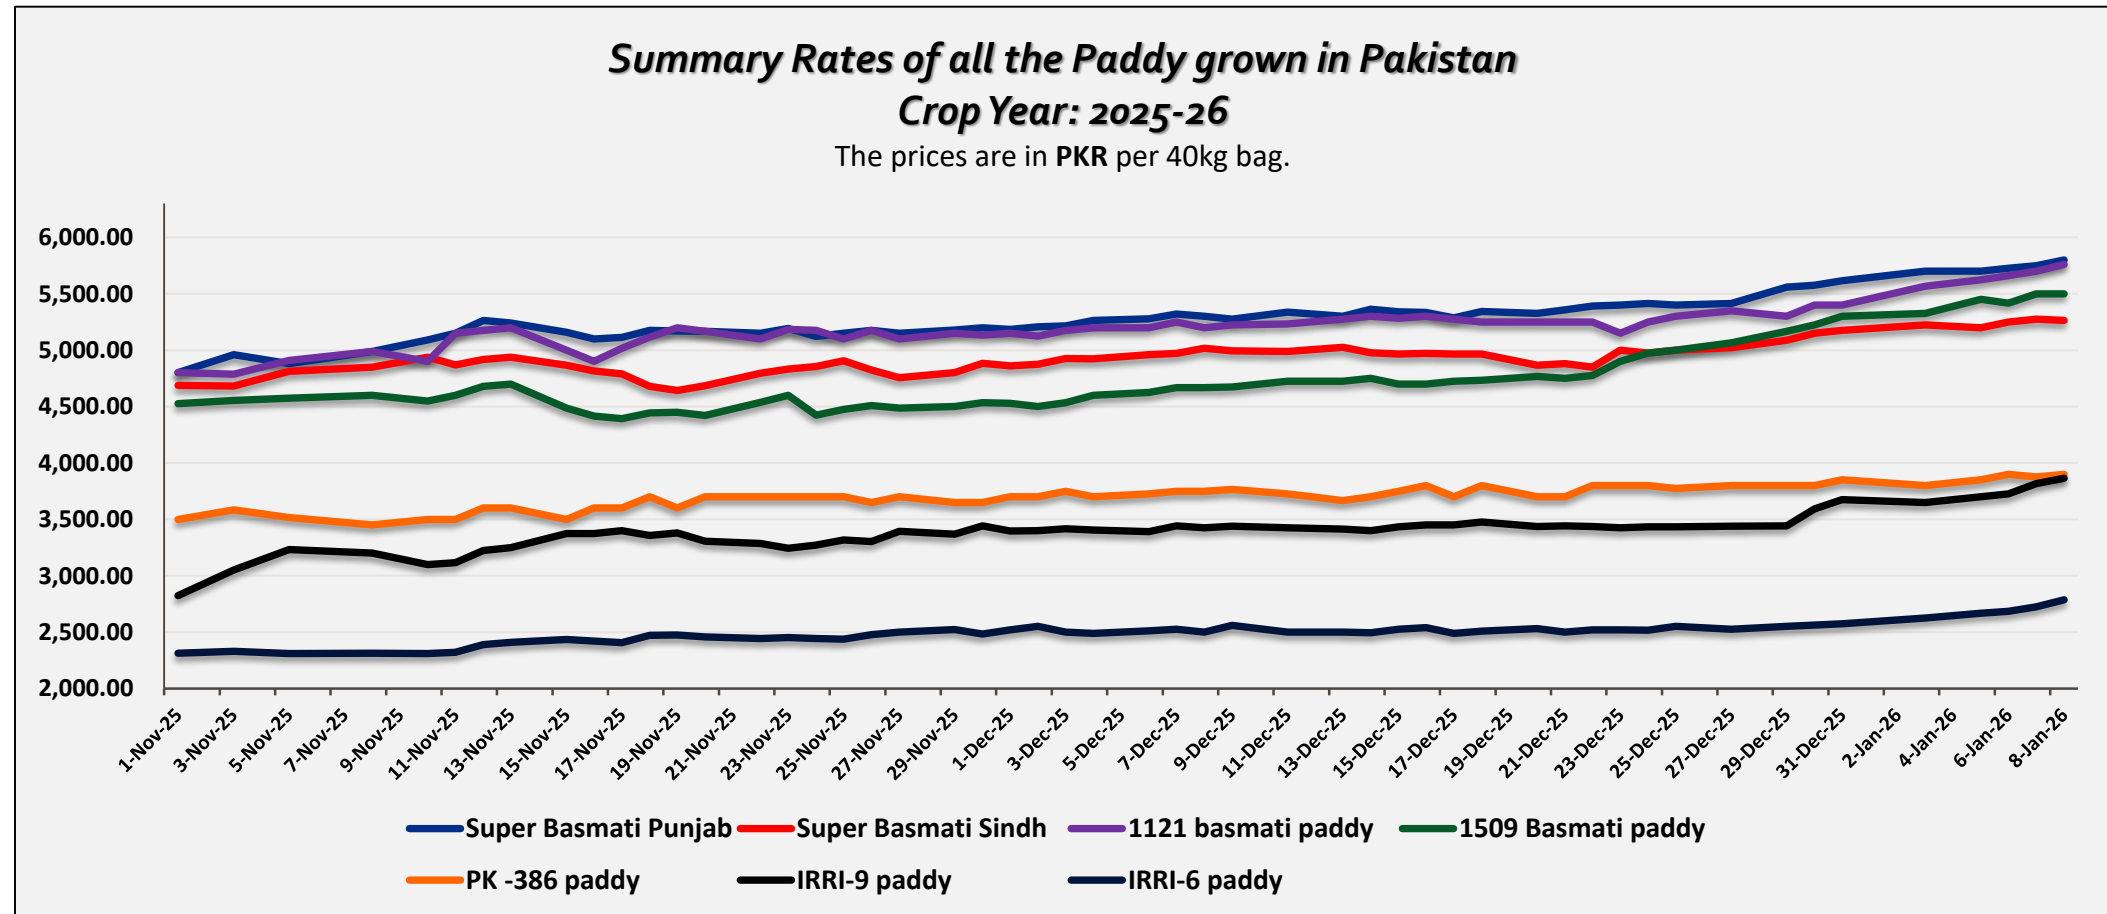 Summary Rates of all the Paddy grown in Pakistan
Crop Year: 2025-26
The prices are in PKR per 40kg bag.
6,000.00
5,500.00
5,000.00
4,500.00
4,000.00
3,500.00
3,000.00
2,500.00
2,000.00
1-Nov-25
3-Nov-25
5-Nov-25
7-Nov-25
9-Nov-25
11-Nov-25
13-Nov-25
15-Nov-25
17-Nov-25
19-Nov-25
21-Nov-25
23-Nov-25
25-Nov-25
27-Nov-25
29-Nov-25
1-Dec-25
3-Dec-25
5-Dec-25
7-Dec-25
9-Dec-25
11-Dec-25
13-Dec-25
15-Dec-25
17-Dec-25
19-Dec-25
21-Dec-25
23-Dec-25
25-Dec-25
27-Dec-25
29-Dec-25
31-Dec-25
2-Jan-26
4-Jan-26
6-Jan-26
8-Jan-26
Super Basmati Punjab Super Basmati Sindh 1121 basmati paddy 1509 Basmati paddy
PK -386 paddy IRRI-9 paddy IRRI-6 paddy